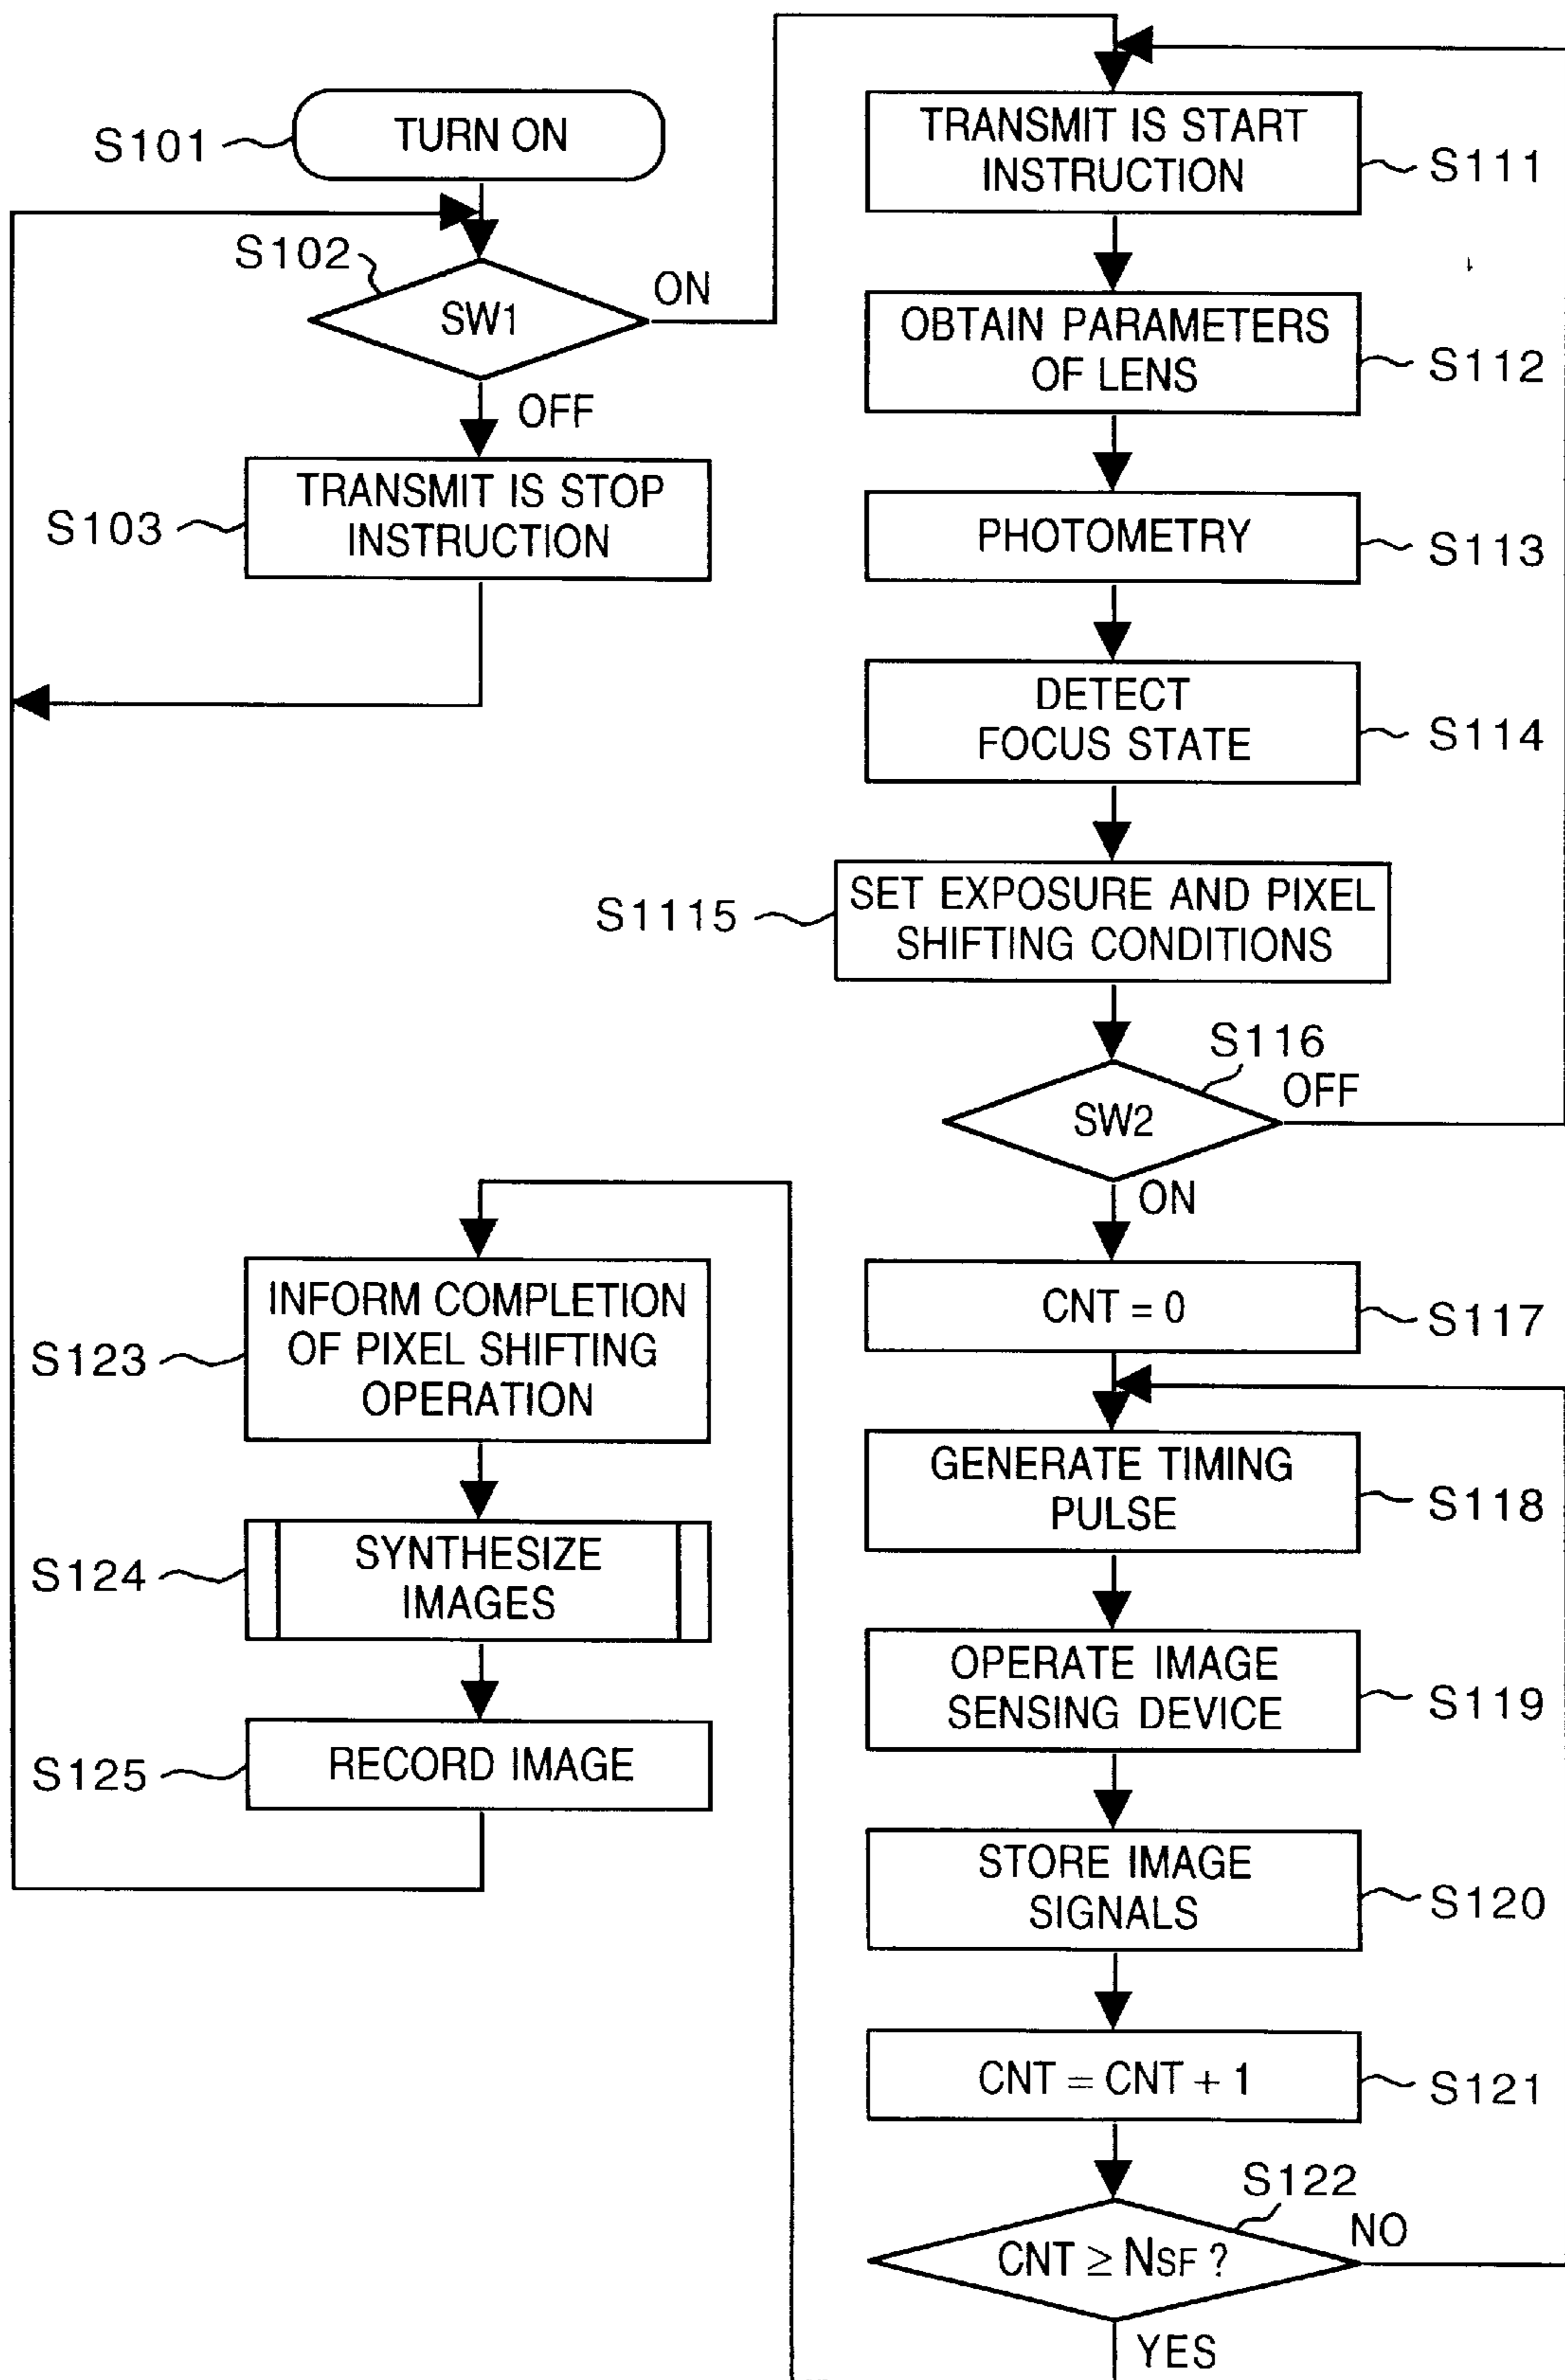 S101
TURN ON
S102
SW1
ON
OFF
S103
TRANSMIT IS STOP
INSTRUCTION
TRANSMIT IS START
INSTRUCTION
S111
OBTAIN PARAMETERS
OF LENS
S112
PHOTOMETRY
S113
DETECT
FOCUS STATE
S114
S1115
SET EXPOSURE AND PIXEL
SHIFTING CONDITIONS
S116
SW2
OFF
ON
CNT = 0
S117
GENERATE TIMING
PULSE
S118
OPERATE IMAGE
SENSING DEVICE
S119
STORE IMAGE
SIGNALS
S120
CNT = CNT + 1
S121
S122
CNT ≥ NSF ?
NO
YES
S123
INFORM COMPLETION
OF PIXEL SHIFTING
OPERATION
S124
SYNTHESIZE
IMAGES
S125
RECORD IMAGE